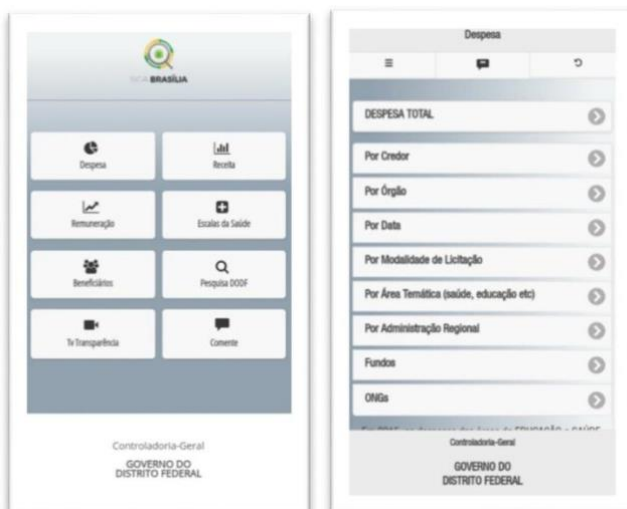 BRASÍLIA
Despesa
Receita
Remuneração
Escalas da Saúde
Beneficiários
Pesquisa DODF
Tv Transparência
Comente
Controladoria-Geral
GOVERNO DO
DISTRITO FEDERAL
Despesa
DESPESA TOTAL
Por Credor
Por Órgão
Por Data
Por Modalidade de Licitação
Por Área Temática (saúde, educação etc)
Por Administração Regional
Fundos
ONGs
Controladoria-Geral
GOVERNO DO
DISTRITO FEDERAL